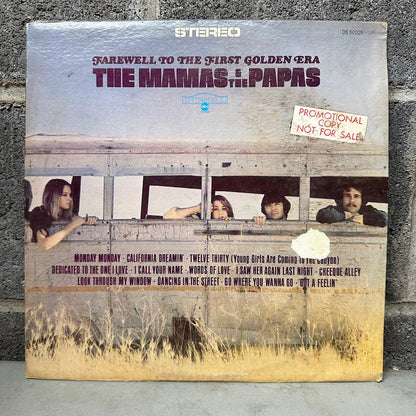 STEREO
DS 50025
FAREWELL TO THE FIRST GOLDEN ERA
THE MAMAS & THE PAPAS
DUNHILL
abc
PROMOTIONAL
COPY
NOT FOR SALE
MONDAY MONDAY · CALIFORNIA DREAMIN' · TWELVE THIRTY (Young Girls Are Coming To The Canyon)
DEDICATED TO THE ONE I LOVE · I CALL YOUR NAME · WORDS OF LOVE · I SAW HER AGAIN LAST NIGHT · CREEQUE ALLEY
LOOK THROUGH MY WINDOW · DANCING IN THE STREET · GO WHERE YOU WANNA GO · GOT A FEELIN'